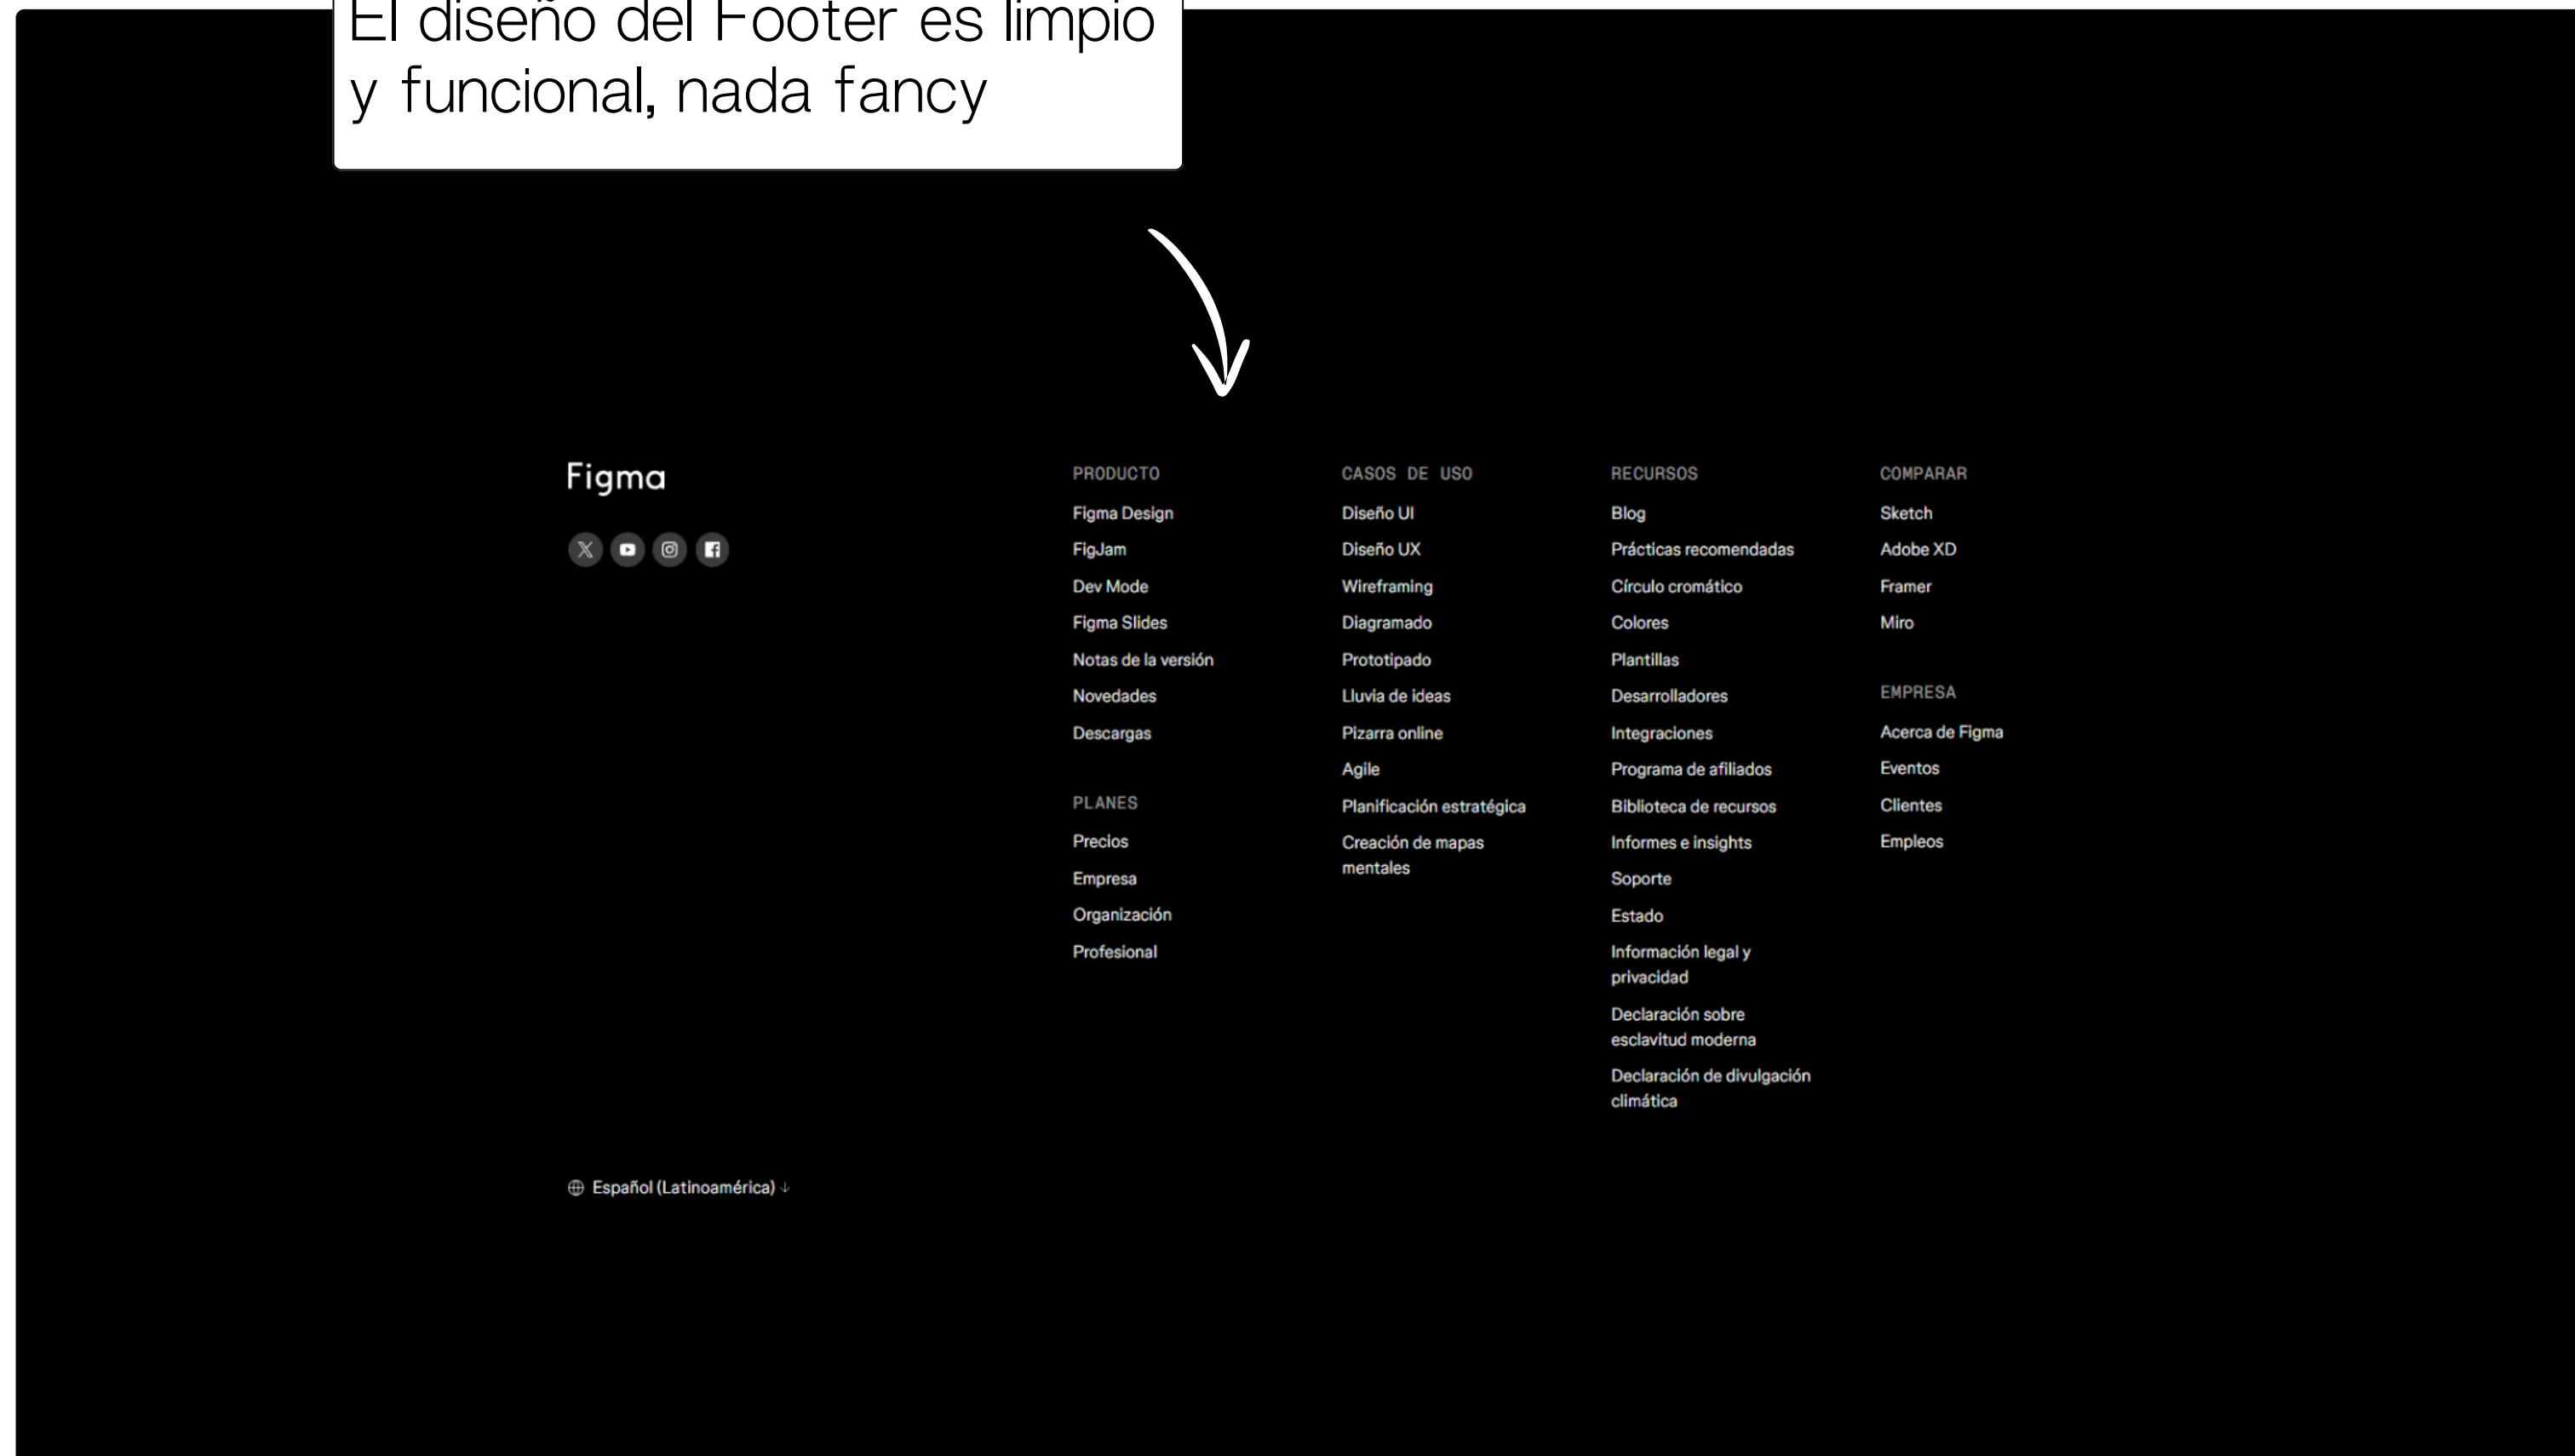 El diseño del Footer es limpio
y funcional, nada fancy
Figma
PRODUCTO
Figma Design
FigJam
Dev Mode
Figma Slides
Notas de la versión
Novedades
Descargas
PLANES
Precios
Empresa
Organización
Profesional
CASOS DE USO
Diseño UI
Diseño UX
Wireframing
Diagramado
Prototipado
Lluvia de ideas
Pizarra online
Agile
Planificación estratégica
Creación de mapas
mentales
RECURSOS
Blog
Prácticas recomendadas
Círculo cromático
Colores
Plantillas
Desarrolladores
Integraciones
Programa de afiliados
Biblioteca de recursos
Informes e insights
Soporte
Estado
Información legal y
privacidad
Declaración sobre
esclavitud moderna
Declaración de divulgación
climática
COMPARAR
Sketch
Adobe XD
Framer
Miro
EMPRESA
Acerca de Figma
Eventos
Clientes
Empleos
Español (Latinoamérica)